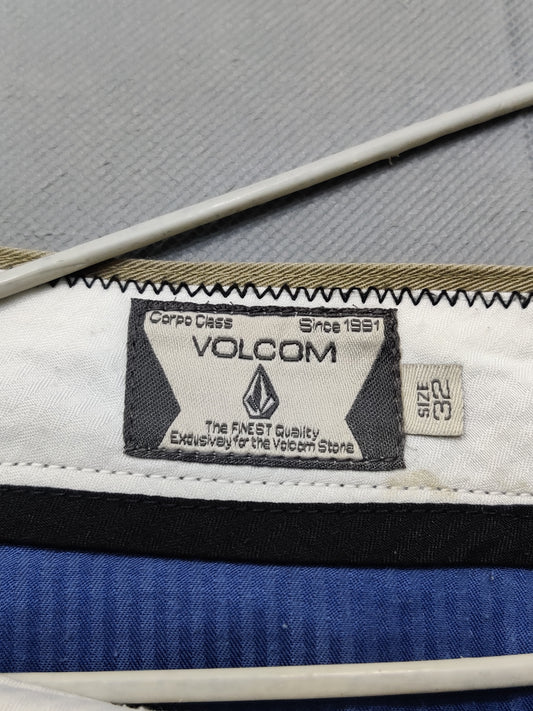 Corpo Class Since 1991
VOLCOM
The FINEST Quality
Exclusively for the Volcom Stone
SIZE
32